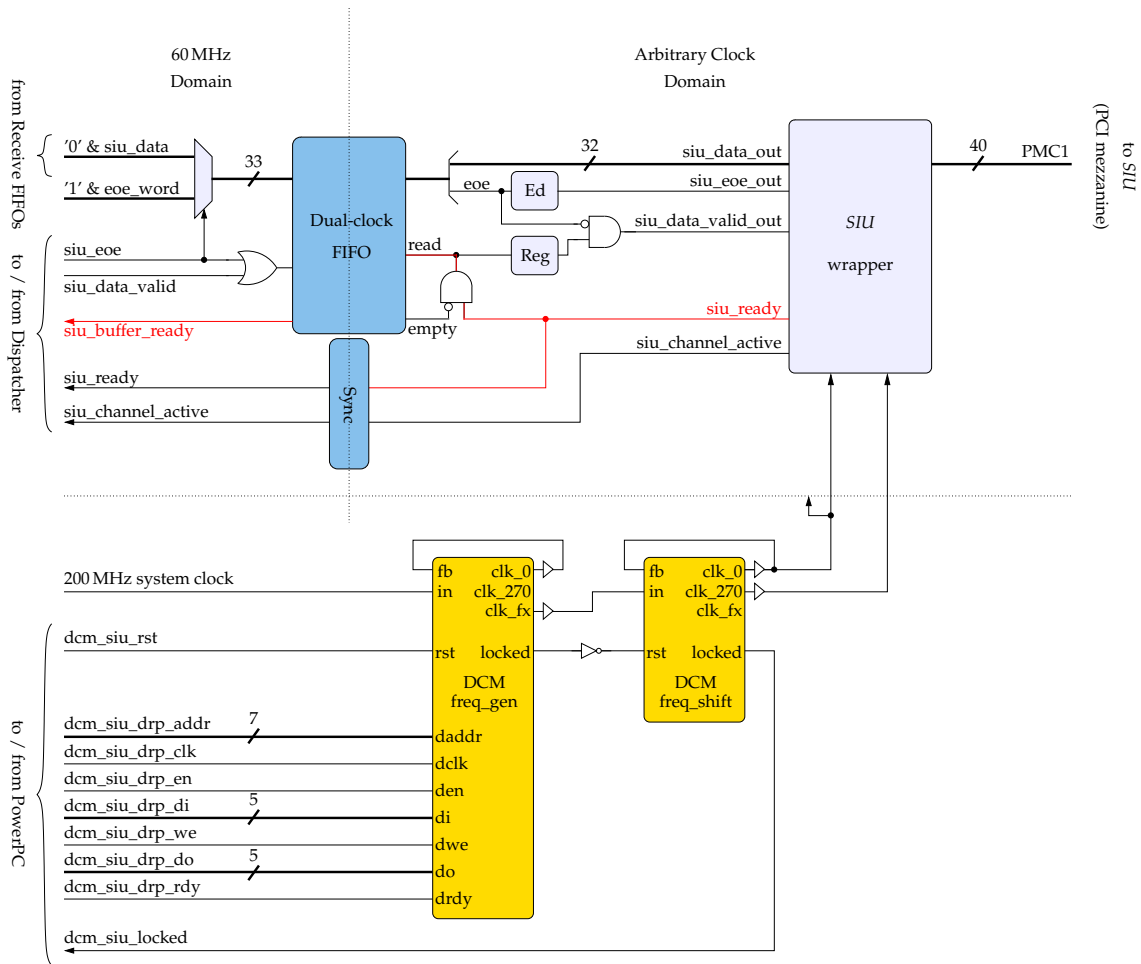 60 MHz
Domain
Arbitrary Clock
Domain
from Receive FIFOs
to SIU
(PCI mezzanine)
'0' & siu_data
33
32
siu_data_out
40
PMC1
'1' & eoe_word
eoe
Ed
siu_eoe_out
Dual-clock
FIFO
siu_data_valid_out
SIU
wrapper
to / from Dispatcher
siu_eoe
read
Reg
siu_data_valid
siu_ready
siu_buffer_ready
empty
siu_channel_active
siu_ready
Sync
siu_channel_active
200 MHz system clock
fb
clk_0
in
clk_270
clk_fx
rst
locked
DCM
freq_gen
fb
clk_0
in
clk_270
clk_fx
rst
locked
DCM
freq_shift
to / from PowerPC
dcm_siu_rst
dcm_siu_drp_addr
7
daddr
dcm_siu_drp_clk
dclk
dcm_siu_drp_en
den
dcm_siu_drp_di
5
di
dcm_siu_drp_we
dwe
dcm_siu_drp_do
5
do
dcm_siu_drp_rdy
drdy
dcm_siu_locked